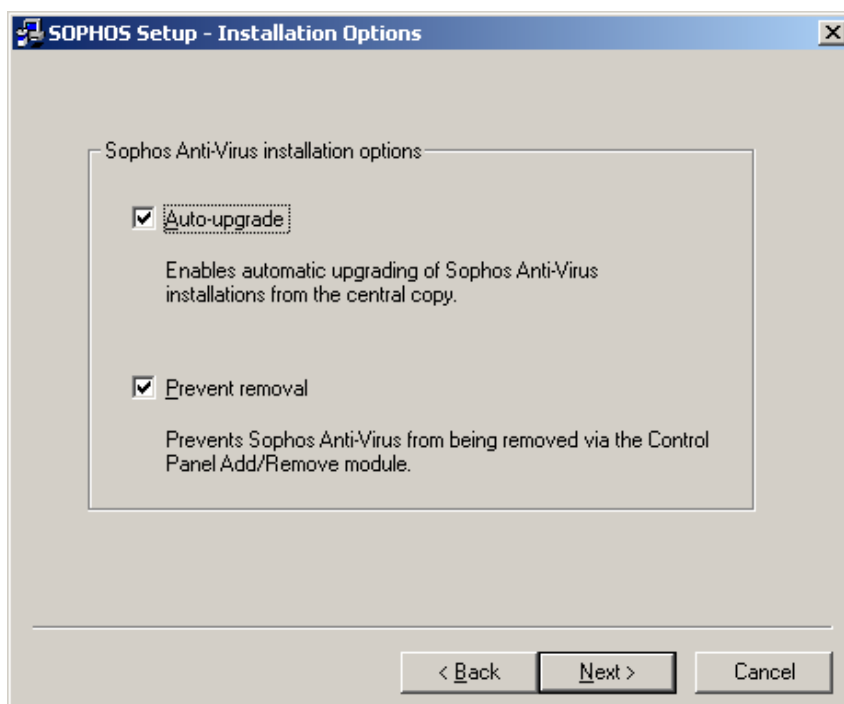 SOPHOS Setup - Installation Options
Sophos Anti-Virus installation options
Auto-upgrade
Enables automatic upgrading of Sophos Anti-Virus
installations from the central copy.
Prevent removal
Prevents Sophos Anti-Virus from being removed via the Control
Panel Add/Remove module.
< Back
Next >
Cancel